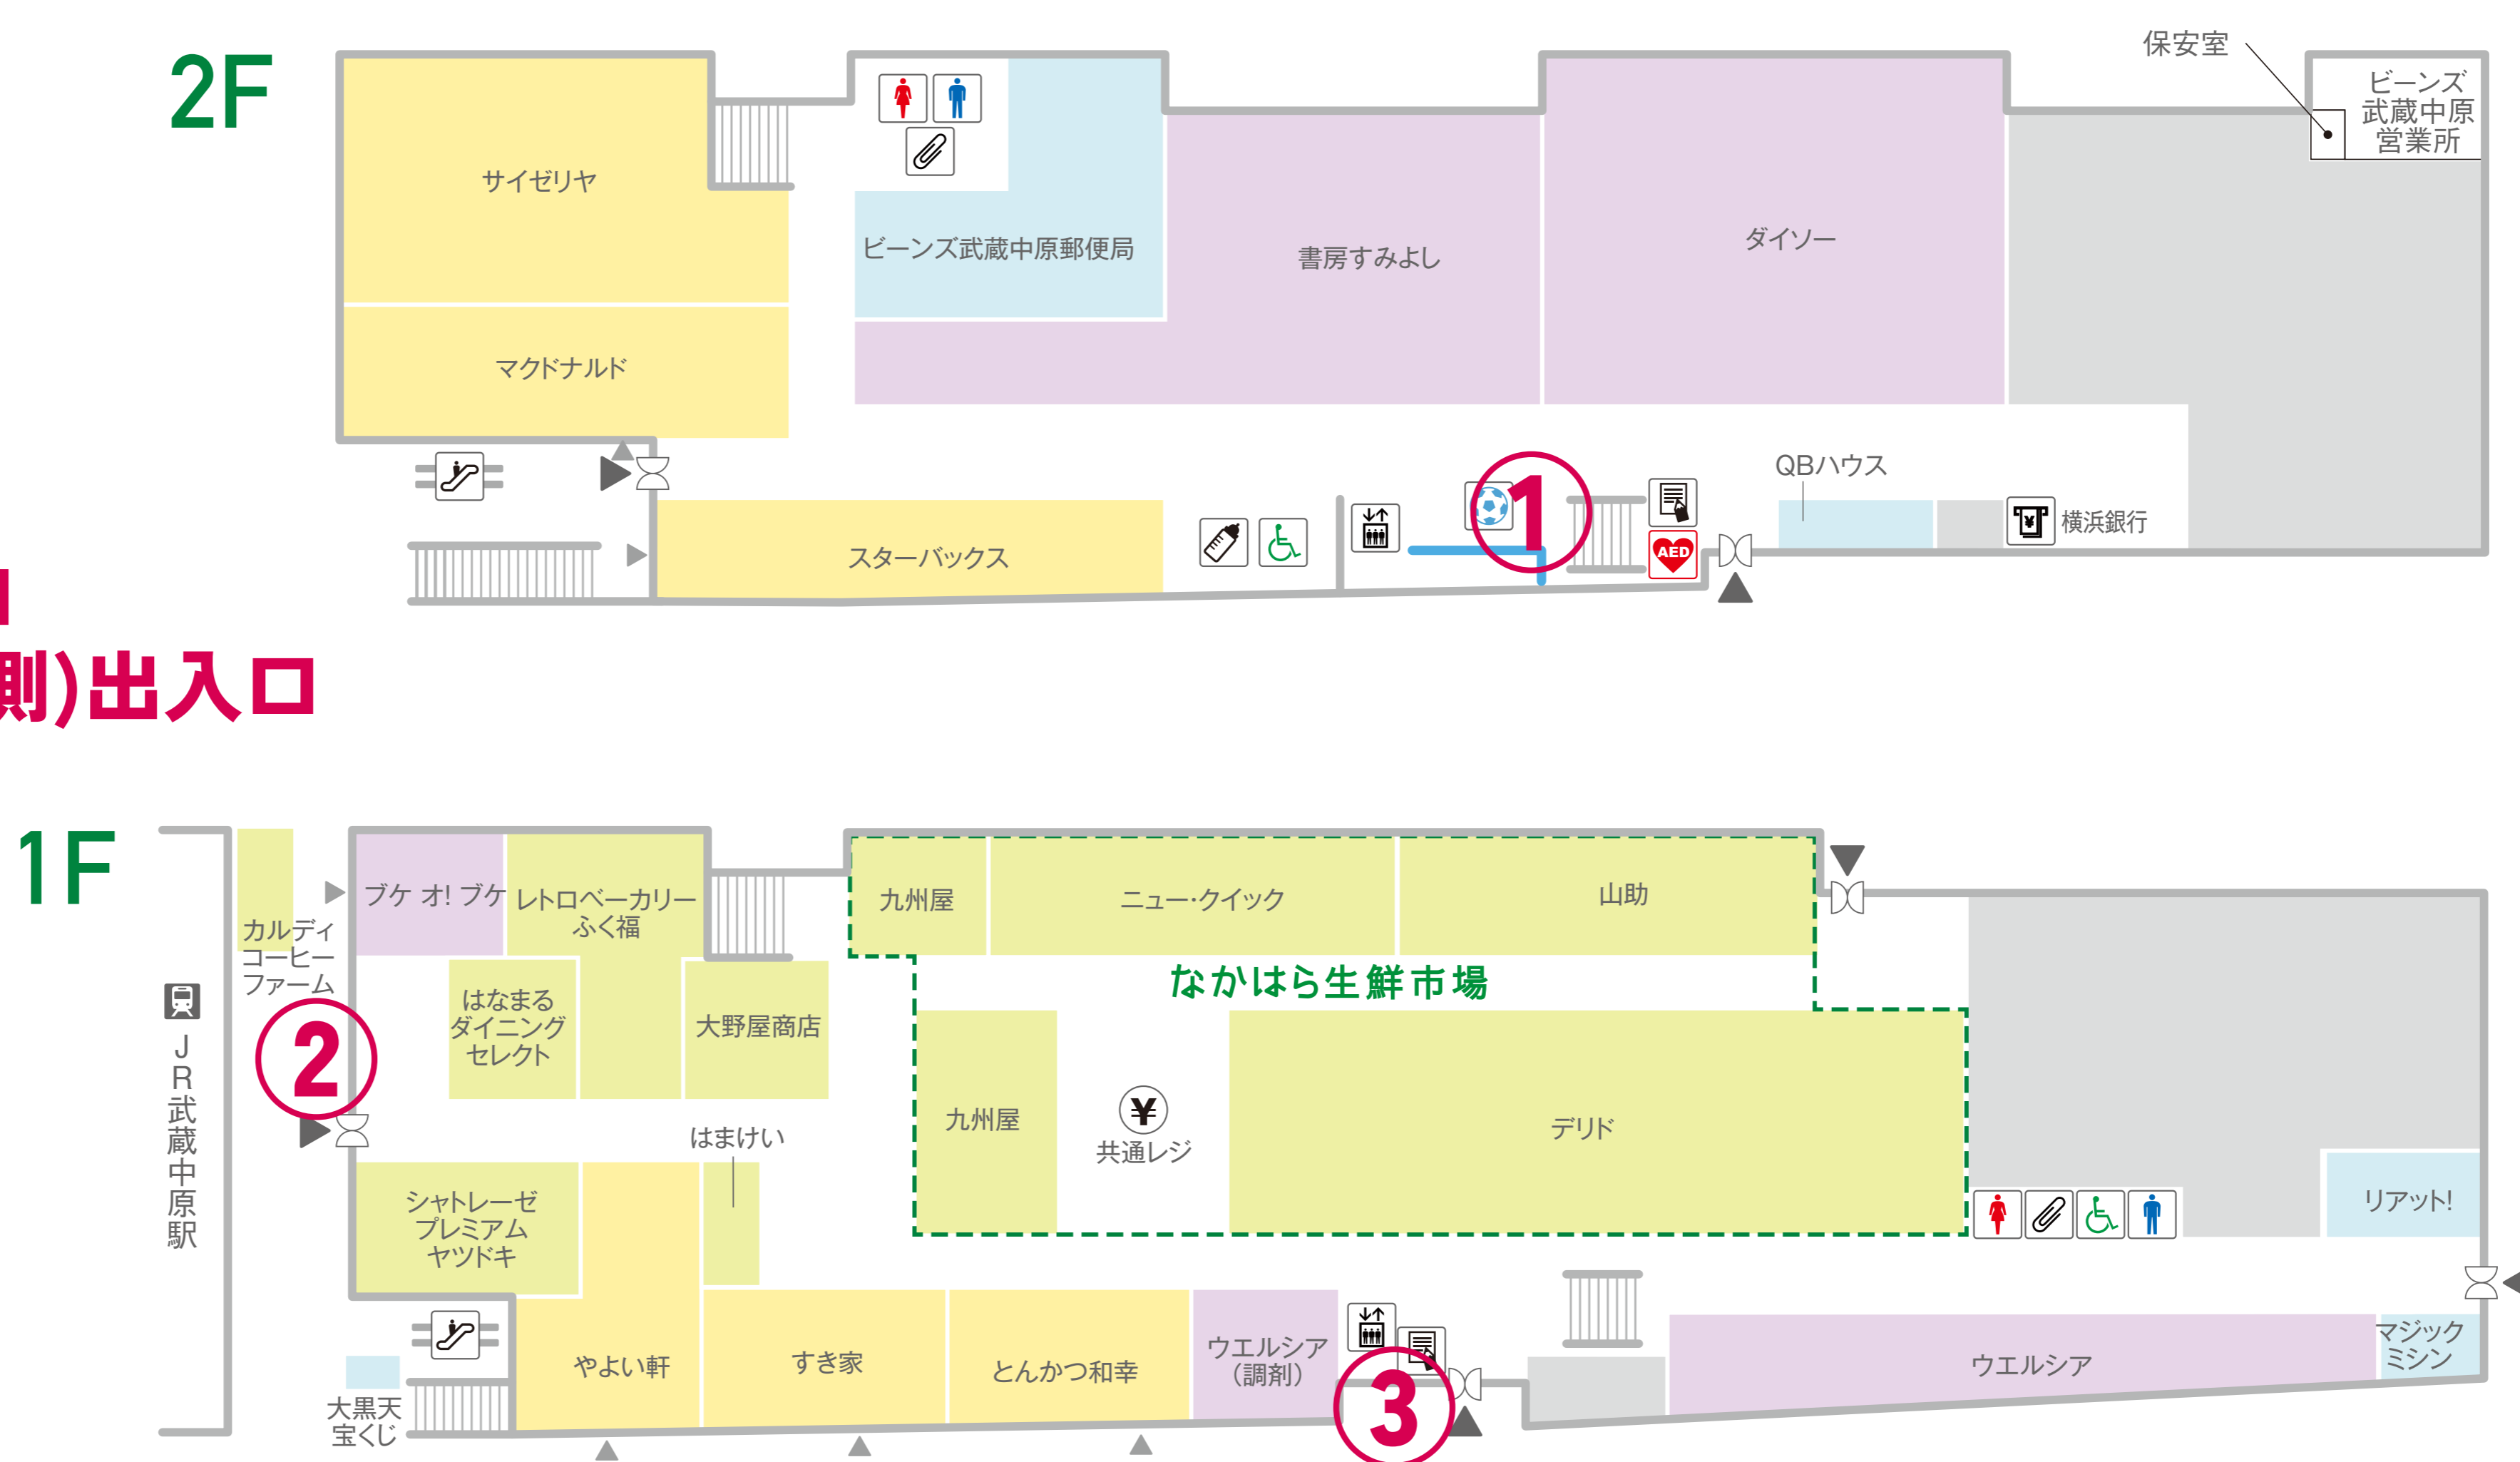 2F
保安室
ビーンズ
武蔵中原
営業所
サイゼリヤ
ビーンズ武蔵中原郵便局
書房すみよし
ダイソー
マクドナルド
QBハウス
1
横浜銀行
スターバックス
AED
側)出入口
1F
ブケ オ! ブケ
レトロベーカリー
ふく福
九州屋
ニュー・クイック
山助
カルディ
コーヒー
ファーム
なかはら生鮮市場
はなまる
ダイニング
セレクト
大野屋商店
JR武蔵中原駅
2
九州屋
¥
共通レジ
デリド
はまけい
シャトレーゼ
プレミアム
ヤツドキ
リアット!
やよい軒
すき家
とんかつ和幸
ウエルシア
（調剤）
3
ウエルシア
マジック
ミシン
大黒天
宝くじ